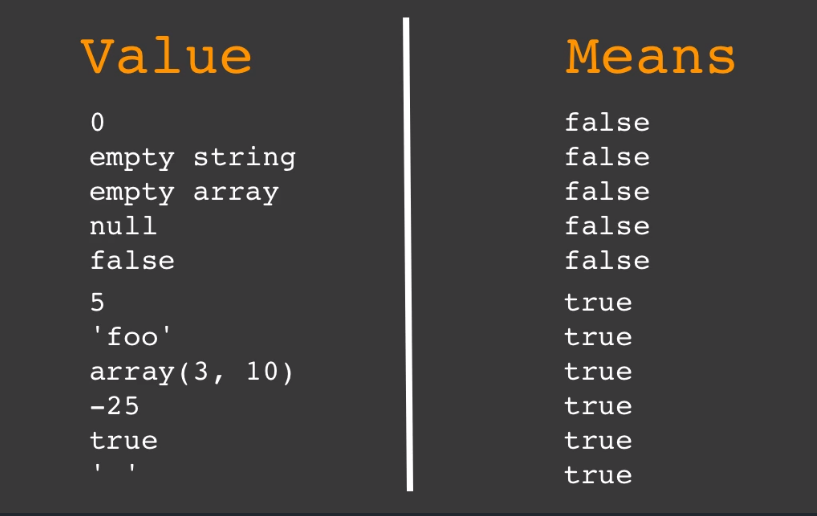 Value Means
0 false
empty string false
empty array false
null false
false false
5 true
'foo' true
array(3, 10) true
-25 true
true true
' ' true